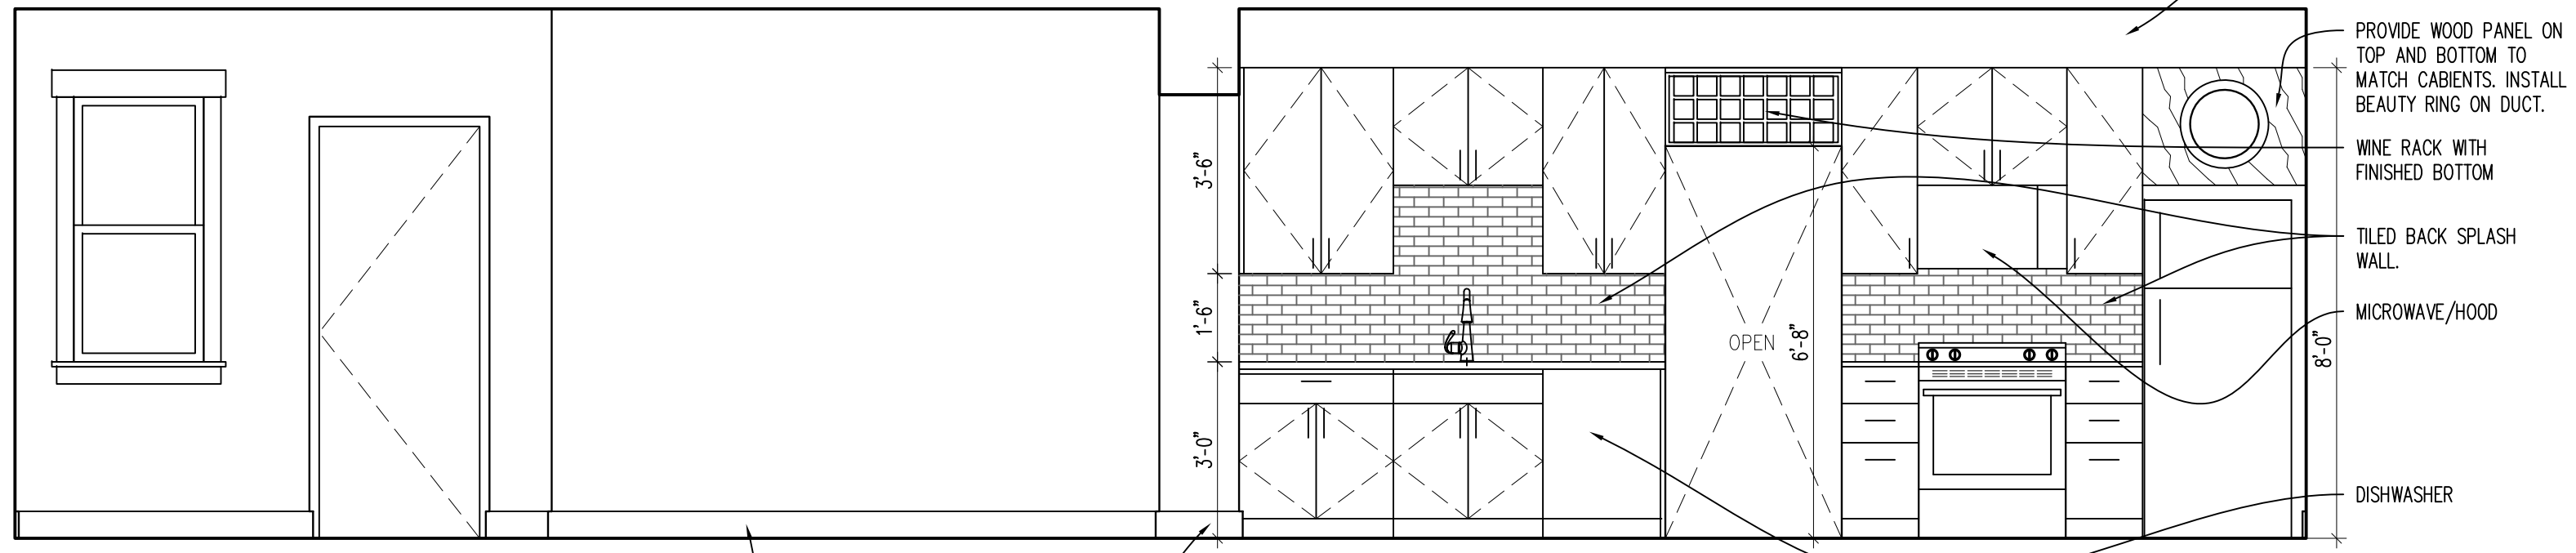 PROVIDE WOOD PANEL ON
TOP AND BOTTOM TO
MATCH CABIENTS. INSTALL
BEAUTY RING ON DUCT.
WINE RACK WITH
FINISHED BOTTOM
TILED BACK SPLASH
WALL.
MICROWAVE/HOOD
DISHWASHER
3'-6"
1'-6"
3'-0"
OPEN
6'-8"
8'-0"